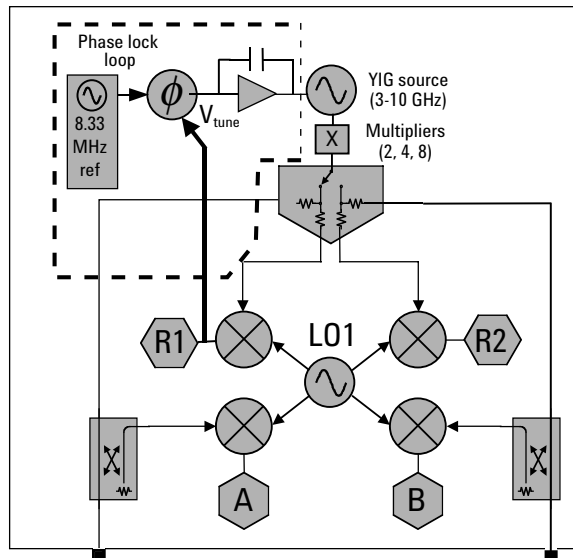 Phase lock
loop
8.33
MHz
ref
ϕ
Vtune
YIG source
(3-10 GHz)
X
Multipliers
(2, 4, 8)
R1
LO1
R2
A
B